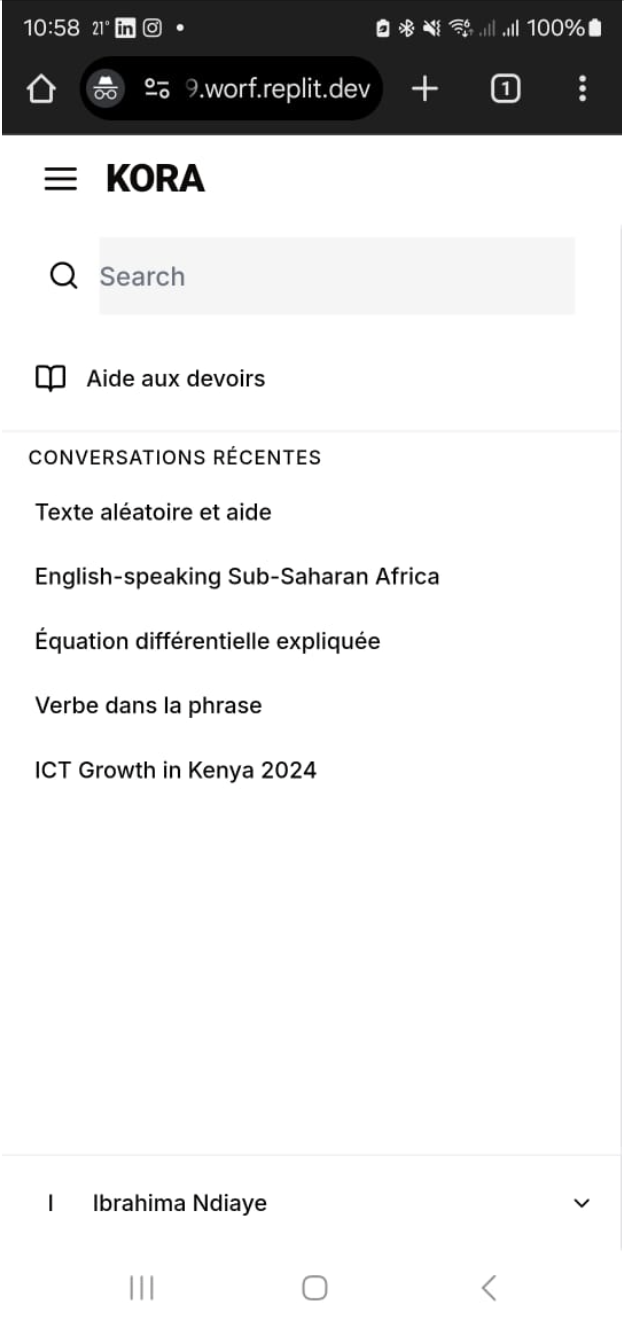 10:58 21° in 100%
9.worf.replit.dev 1
KORA
Search
Aide aux devoirs
CONVERSATIONS RÉCENTES
Texte aléatoire et aide
English-speaking Sub-Saharan Africa
Équation différentielle expliquée
Verbe dans la phrase
ICT Growth in Kenya 2024
I Ibrahima Ndiaye